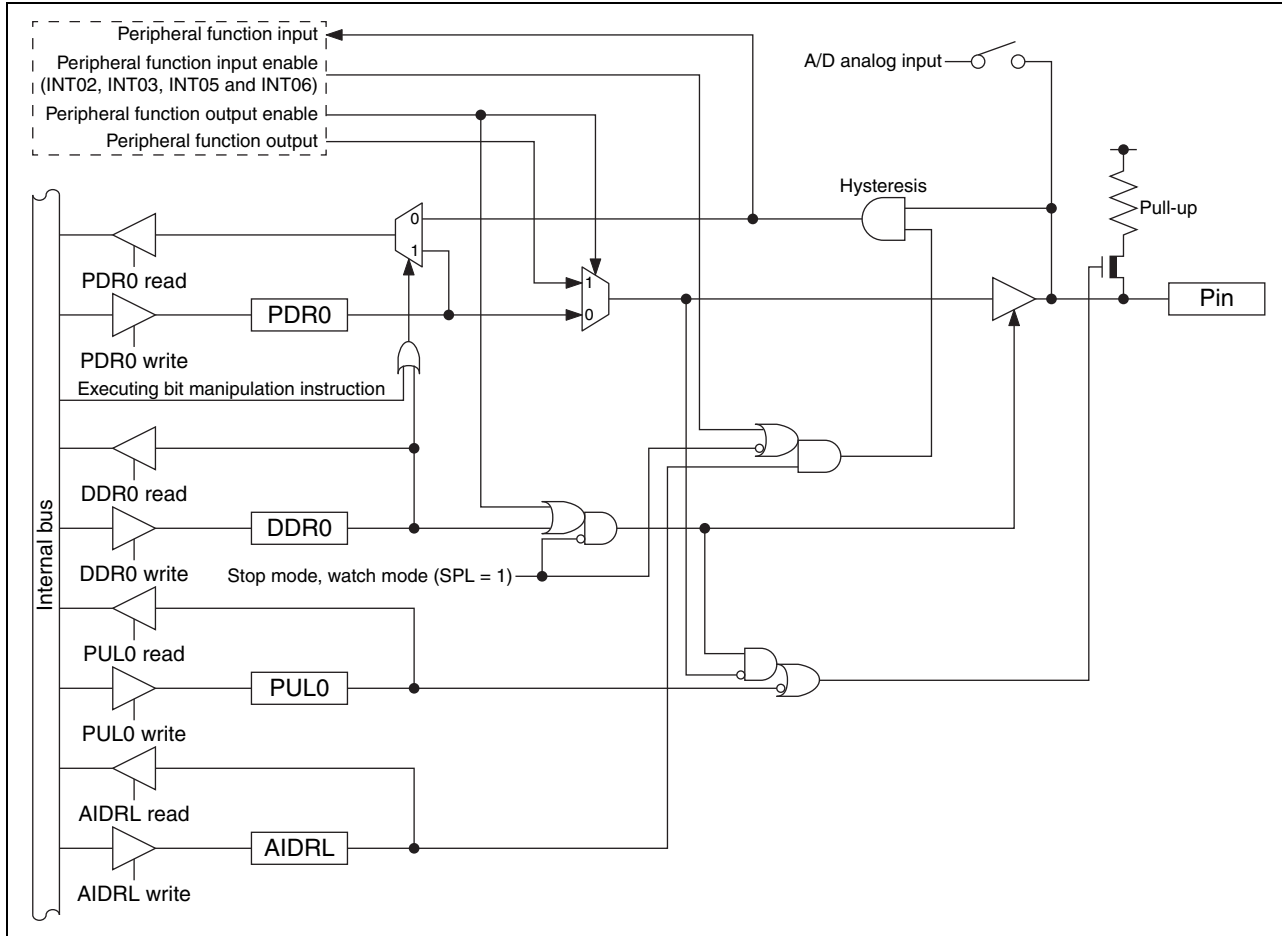 Peripheral function input
Peripheral function input enable
(INT02, INT03, INT05 and INT06)
Peripheral function output enable
Peripheral function output
A/D analog input
Hysteresis
Pull-up
0
1
PDR0 read
1
0
PDR0
Pin
PDR0 write
Executing bit manipulation instruction
DDR0 read
DDR0
DDR0 write
Stop mode, watch mode (SPL = 1)
Internal bus
PUL0 read
PUL0
PUL0 write
AIDRL read
AIDRL
AIDRL write